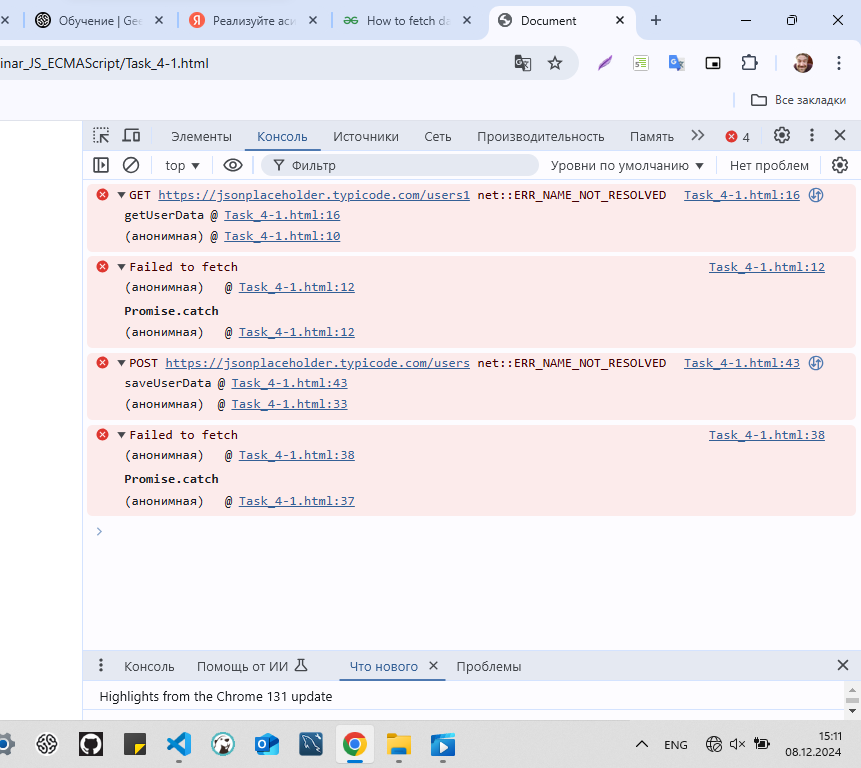 Обучение | Gee
Реализуйте аси
How to fetch da
Document
inar_JS_ECMAScript/Task_4-1.html
Все закладки
Элементы
Консоль
Источники
Сеть
Производительность
Память
4
top
Фильтр
Уровни по умолчанию
Нет проблем
GET https://jsonplaceholder.typicode.com/users1 net::ERR_NAME_NOT_RESOLVED Task_4-1.html:16
getUserData @ Task_4-1.html:16
(анонимная) @ Task_4-1.html:10
Failed to fetch Task_4-1.html:12
(анонимная) @ Task_4-1.html:12
Promise.catch
(анонимная) @ Task_4-1.html:12
POST https://jsonplaceholder.typicode.com/users net::ERR_NAME_NOT_RESOLVED Task_4-1.html:43
saveUserData @ Task_4-1.html:43
(анонимная) @ Task_4-1.html:33
Failed to fetch Task_4-1.html:38
(анонимная) @ Task_4-1.html:38
Promise.catch
(анонимная) @ Task_4-1.html:37
Консоль
Помощь от ИИ
Что нового
Проблемы
Highlights from the Chrome 131 update
ENG
15:11
08.12.2024